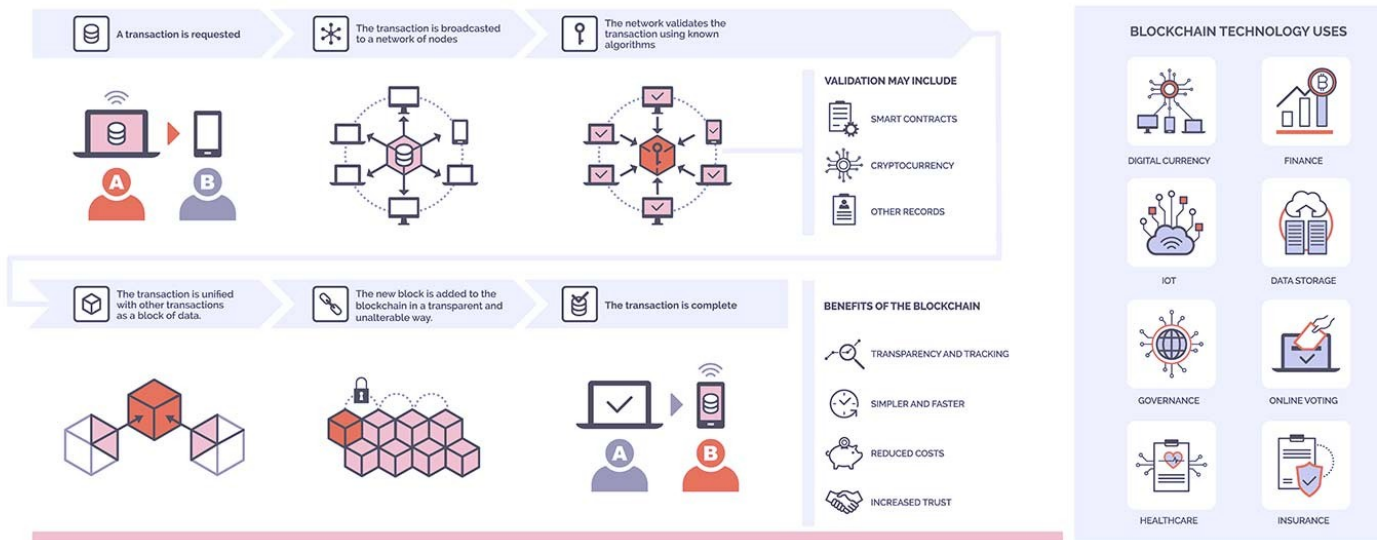 A transaction is requested
The transaction is broadcasted
to a network of nodes
The network validates the
transaction using known
algorithms
A
B
VALIDATION MAY INCLUDE
SMART CONTRACTS
CRYPTOCURRENCY
OTHER RECORDS
The transaction is unified
with other transactions
as a block of data.
The new block is added to the
blockchain in a transparent and
unalterable way.
The transaction is complete
A
B
BENEFITS OF THE BLOCKCHAIN
TRANSPARENCY AND TRACKING
SIMPLER AND FASTER
REDUCED COSTS
INCREASED TRUST
BLOCKCHAIN TECHNOLOGY USES
DIGITAL CURRENCY
FINANCE
IOT
DATA STORAGE
GOVERNANCE
ONLINE VOTING
HEALTHCARE
INSURANCE